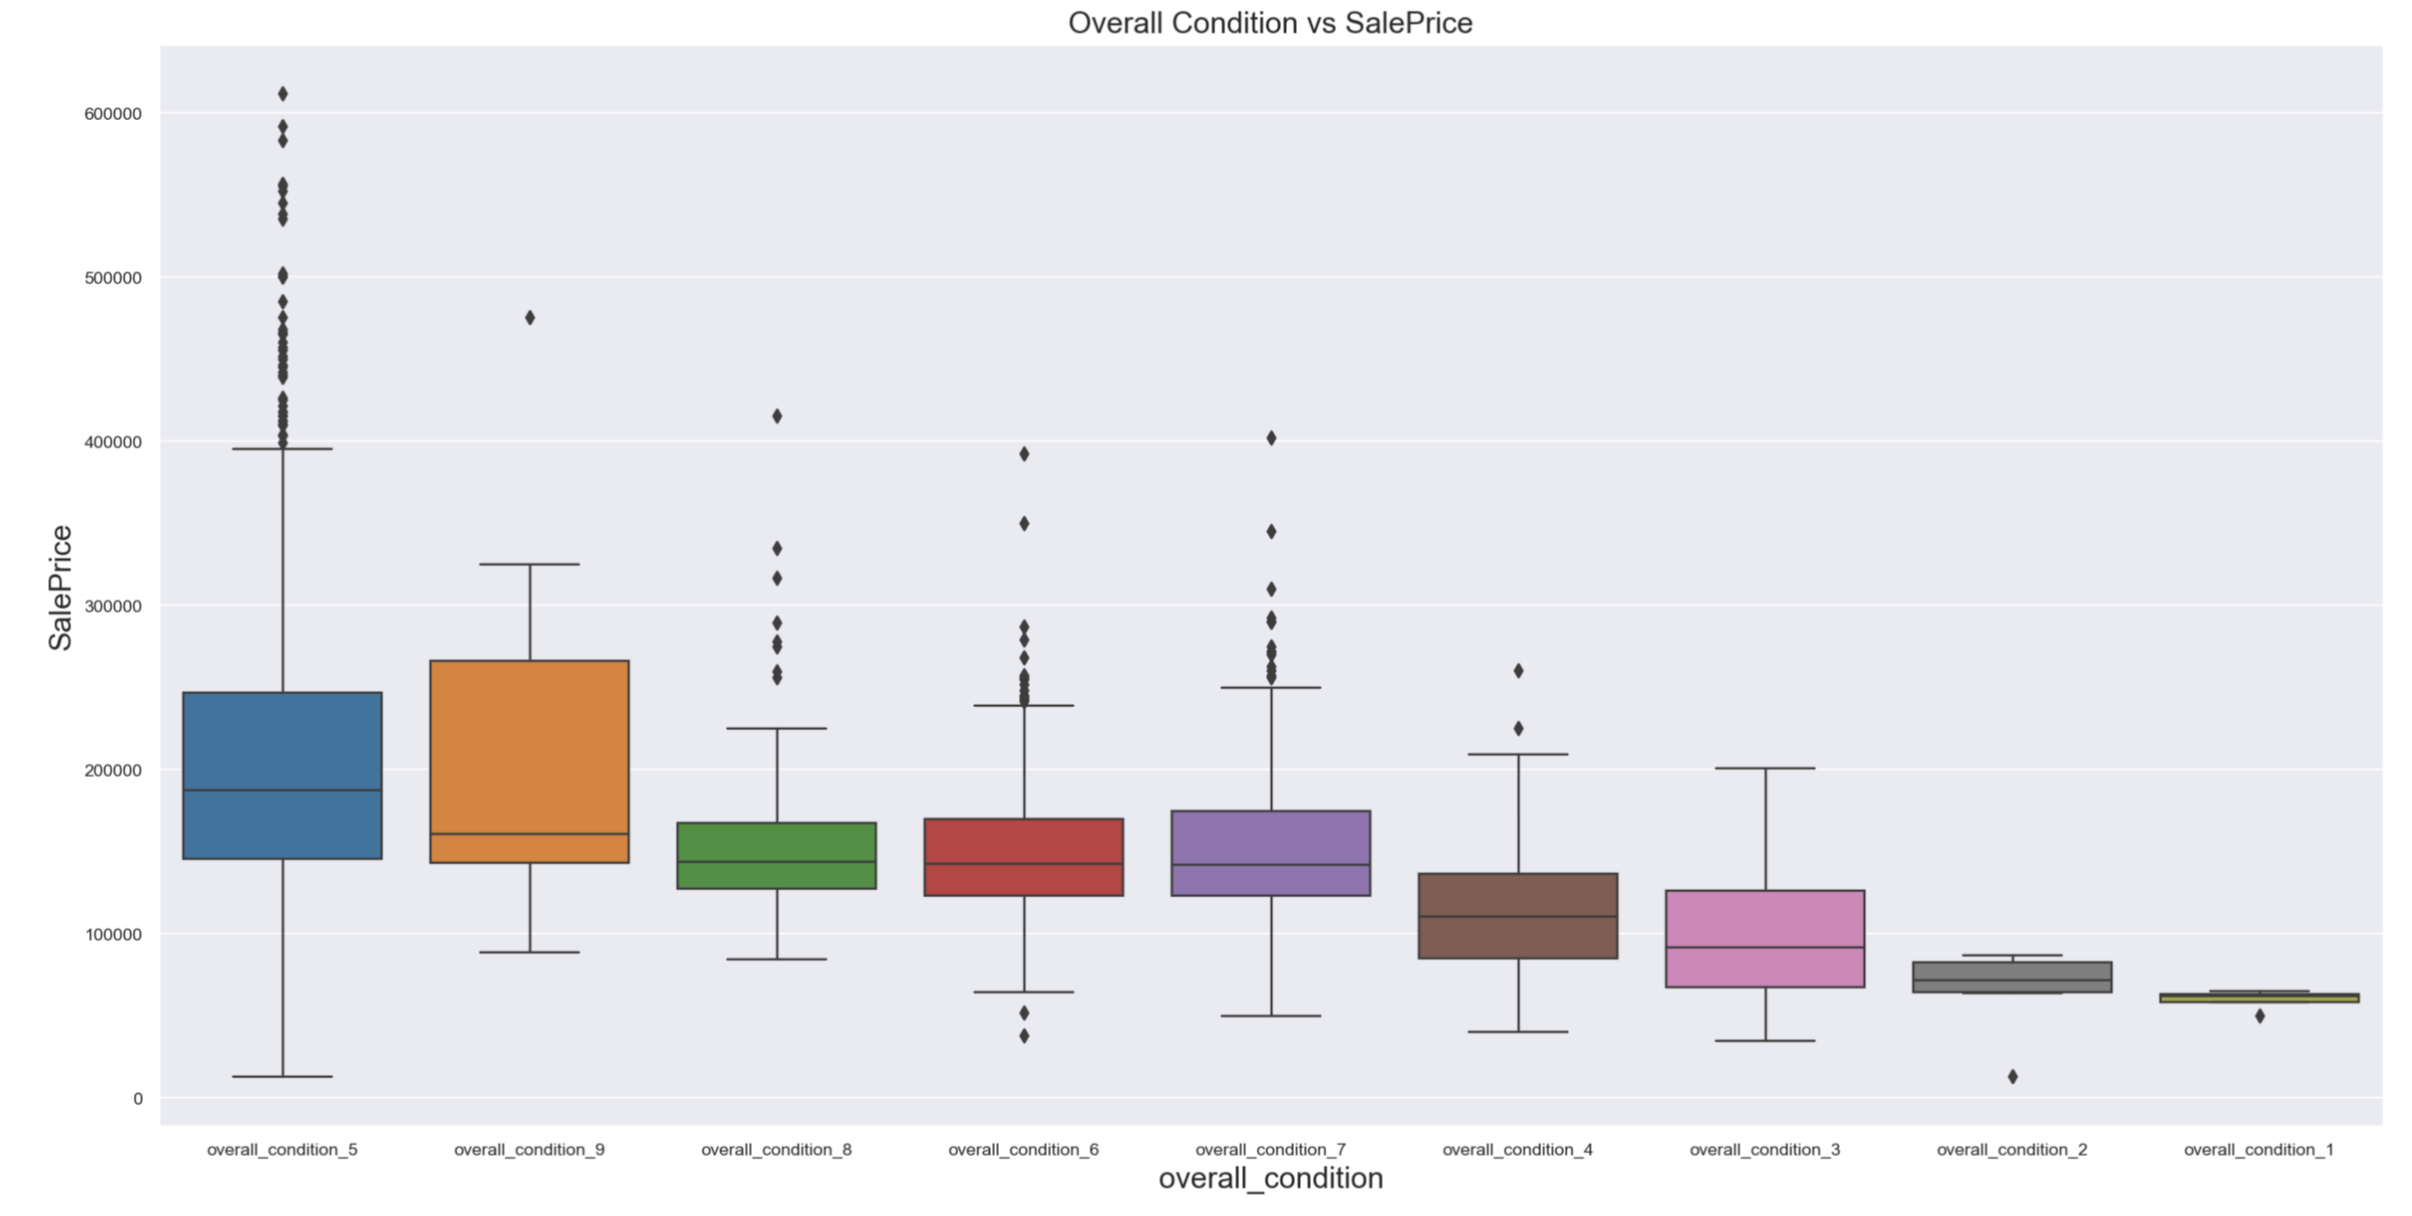 Overall Condition vs SalePrice
SalePrice
600000
500000
400000
300000
200000
100000
0
overall_condition_5 overall_condition_9 overall_condition_8 overall_condition_6 overall_condition_7 overall_condition_4 overall_condition_3 overall_condition_2 overall_condition_1
overall_condition